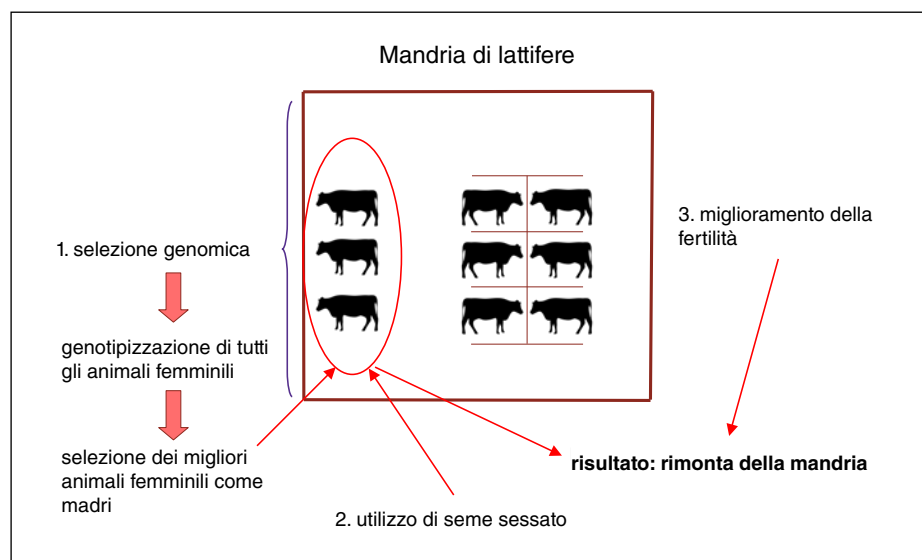 Mandria di lattifere
1. selezione genomica
genotipizzazione di tutti
gli animali femminili
selezione dei migliori
animali femminili come
madri
2. utilizzo di seme sessato
3. miglioramento della
fertilità
risultato: rimonta della mandria